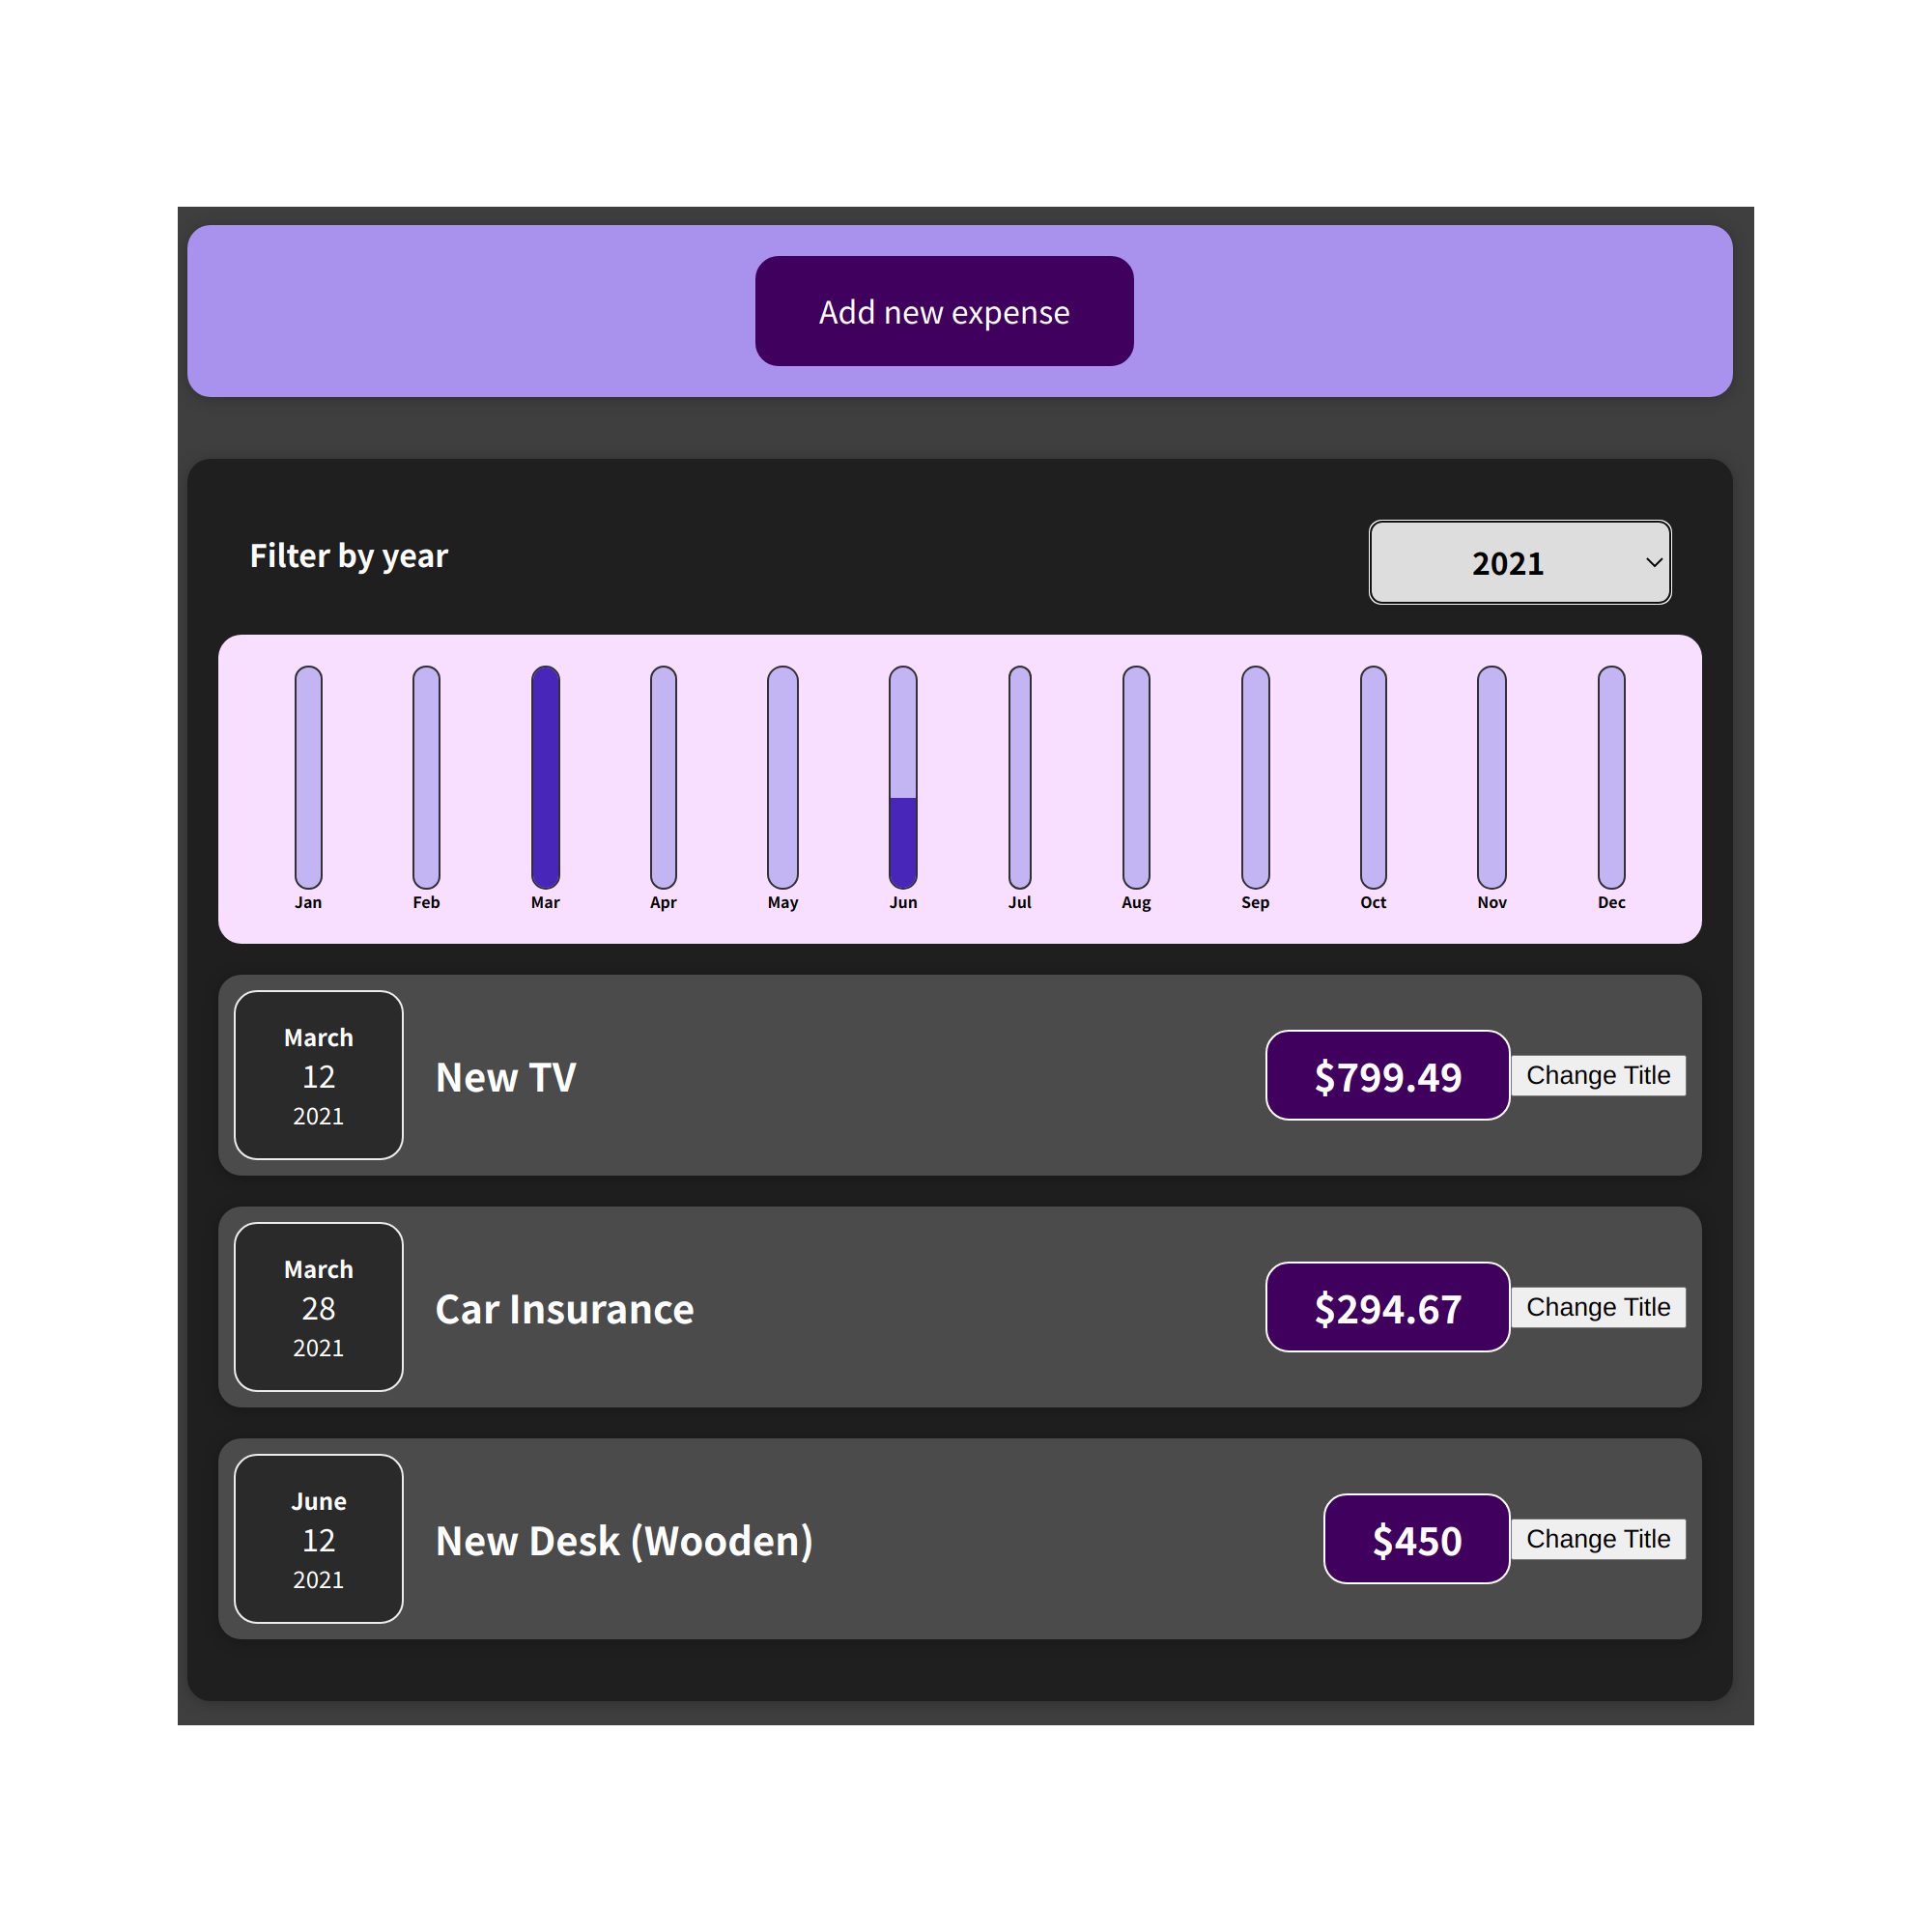 Add new expense
Filter by year
2021
Jan Feb Mar Apr May Jun Jul Aug Sep Oct Nov Dec
March
12
2021
New TV
$799.49
Change Title
March
28
2021
Car Insurance
$294.67
Change Title
June
12
2021
New Desk (Wooden)
$450
Change Title